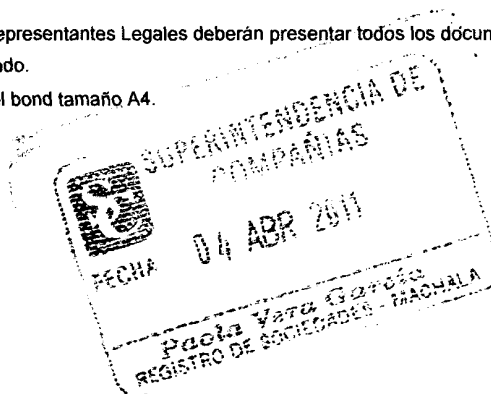 epresentantes Legales deberán presentar todos los docun
ado.
l bond tamaño A4.
SUPERINTENDENCIA DE
COMPAÑIAS
FECHA 04 ABR 2011
Paola Vera García
REGISTRO DE SOCIEDADES - MACHALA